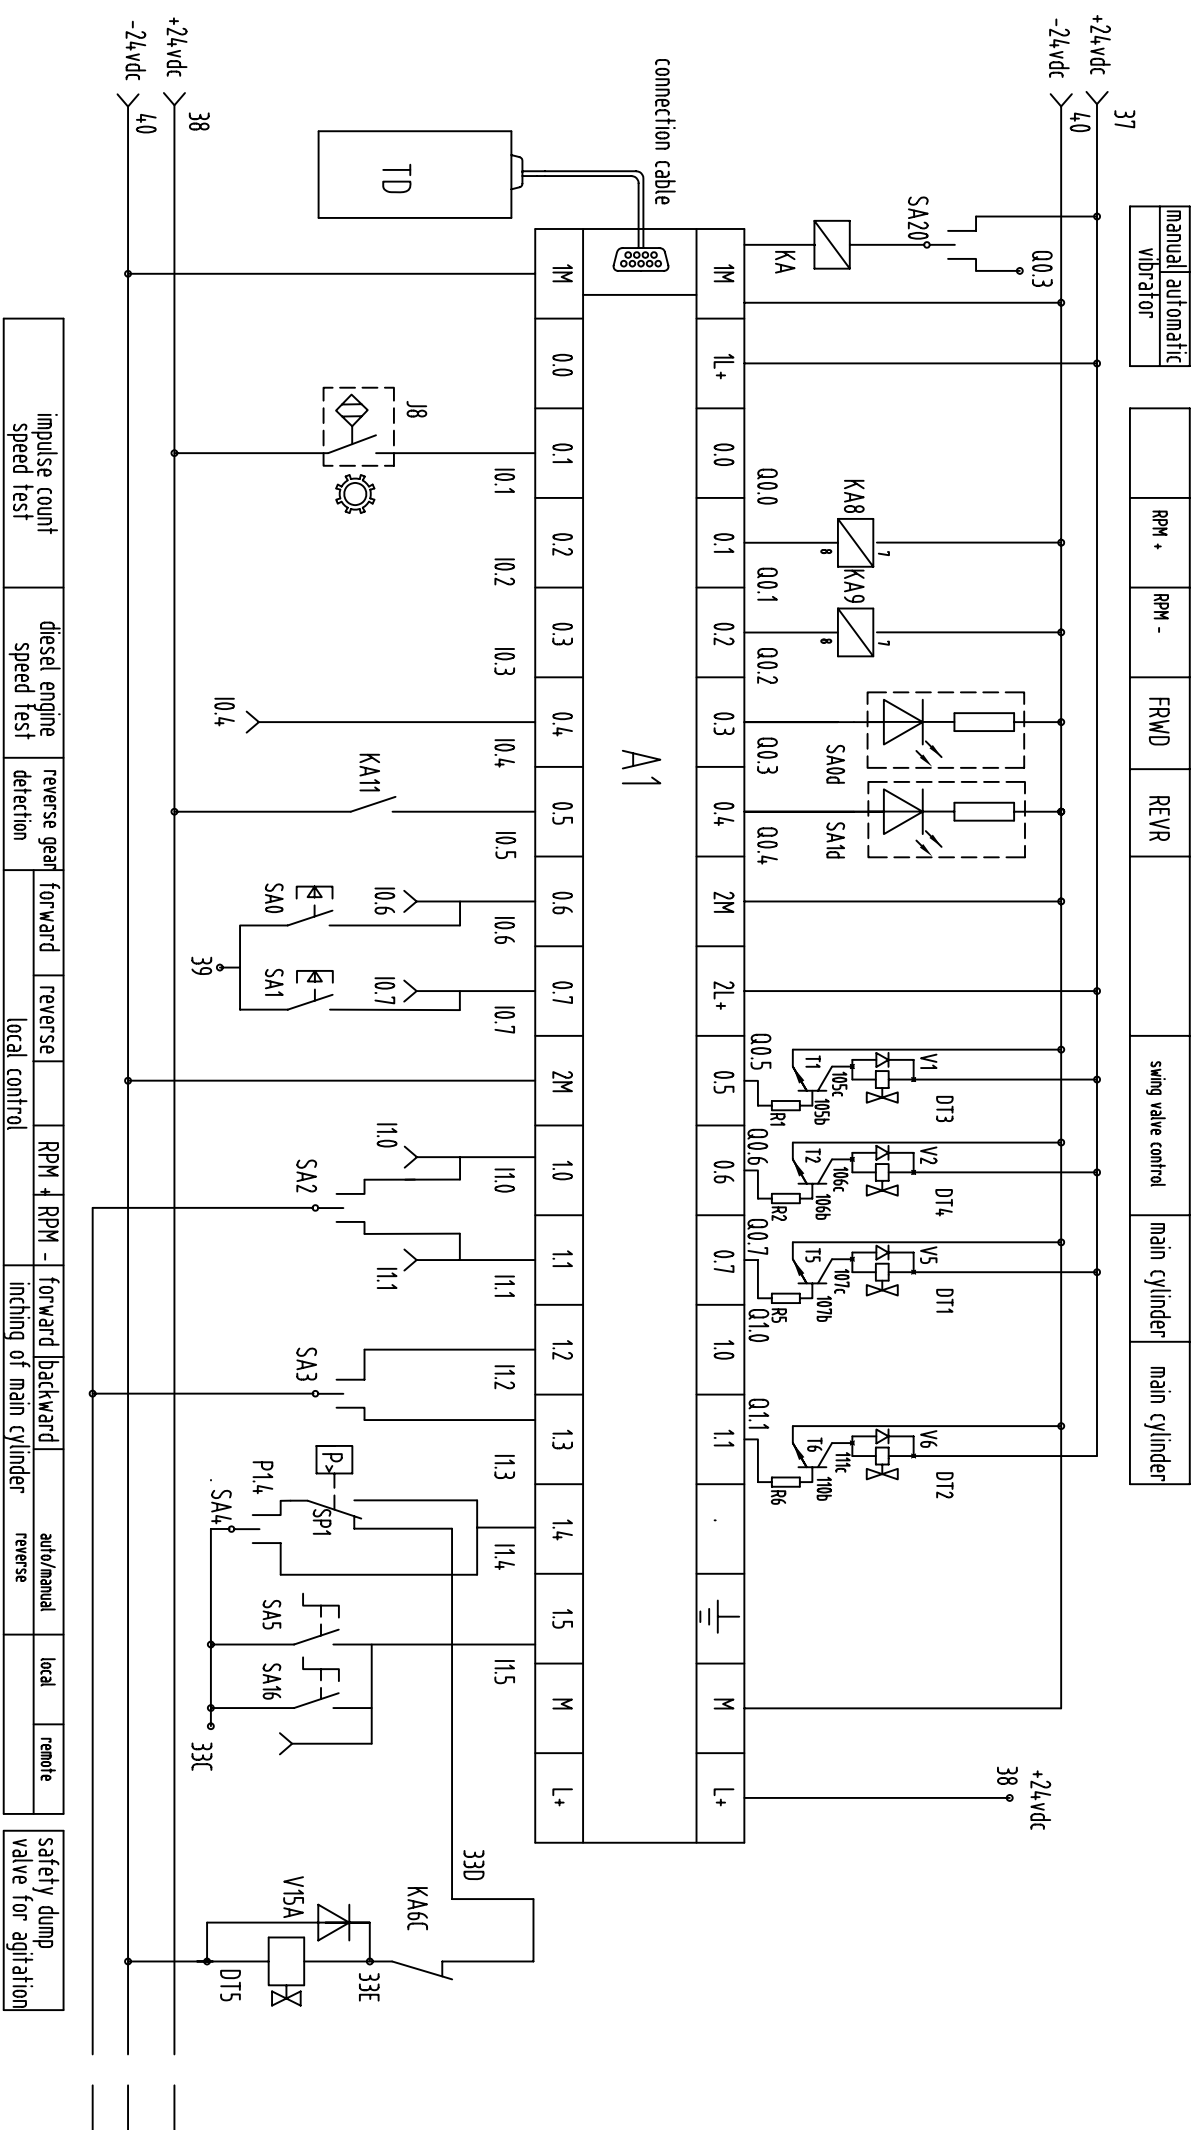 manual automatic
vibrator
RPM +
RPM -
FRWD
REVR
swing valve control
main cylinder
main cylinder
37
+24vdc
40
-24vdc
Q0.3
SA20
KA
connection cable
TD
KA8
7
8
KA9
7
8
SA0d
SA1d
V1
DT3
T1
105c
105b
R1
V2
DT4
T2
106c
106b
R2
V5
DT1
T5
107c
107b
R5
V6
DT2
T6
111c
110b
R6
+24vdc
38
Q0.0
Q0.1
Q0.2
Q0.3
Q0.4
Q0.5
Q0.6
Q0.7
Q1.0
Q1.1
1M
1L+
0.0
0.1
0.2
0.3
0.4
2M
2L+
0.5
0.6
0.7
1.0
1.1
.
M
L+
A1
1M
0.0
0.1
0.2
0.3
0.4
0.5
0.6
0.7
2M
1.0
1.1
1.2
1.3
1.4
1.5
M
L+
I0.1
I0.2
I0.3
I0.4
I0.5
I0.6
I0.7
I1.0
I1.1
I1.2
I1.3
I1.4
I1.5
33D
J8
KA11
I0.4
I0.6
SA0
I0.7
SA1
39
I1.0
SA2
I1.1
SA3
P>
SP1
P1.4
. SA4
SA5
SA16
33C
KA6C
V15A
33E
DT5
38
+24vdc
40
-24vdc
impulse count
speed test
diesel engine
speed test
reverse gear
detection
forward
reverse
RPM +
RPM -
local control
forward
backward
inching of main cylinder
auto/manual
reverse
local
remote
safety dump
valve for agitation